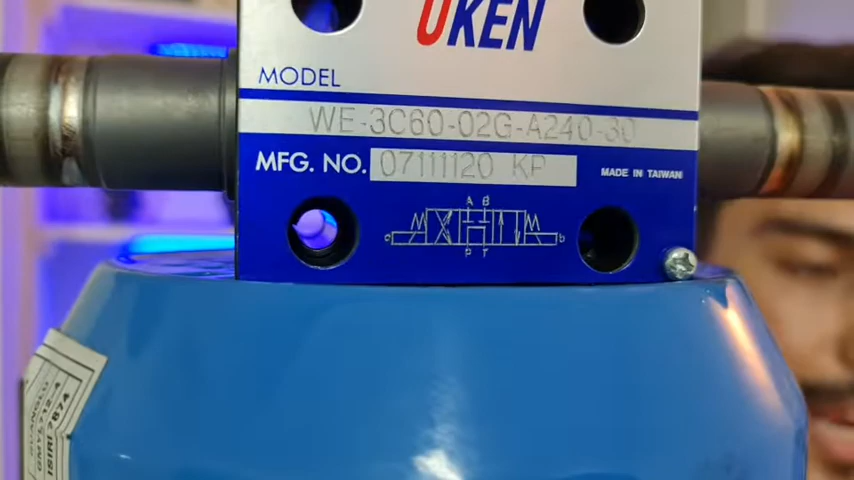 UKEN
MODEL
WE-3C60-02G-A240-30
MFG. NO. 07111120 KP
MADE IN TAIWAN
A B
a b
P T